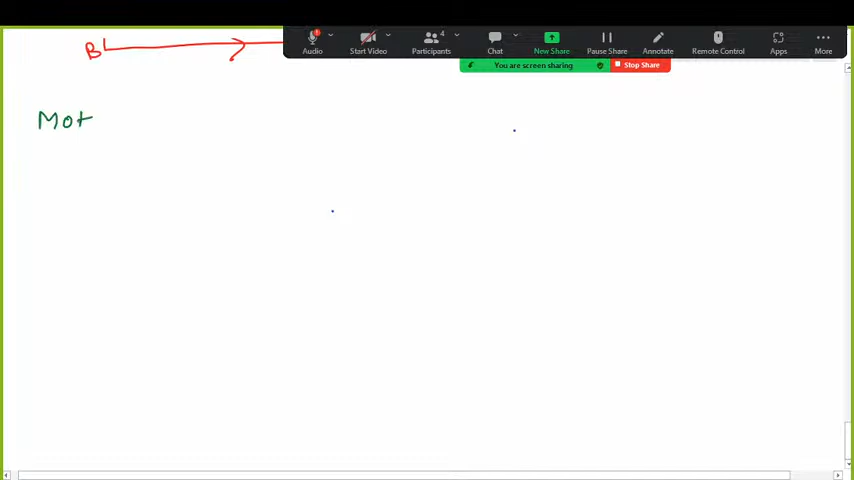 Audio
Start Video
4
Participants
Chat
New Share
Pause Share
Annotate
Remote Control
Apps
More
You are screen sharing
Stop Share
B
Mot